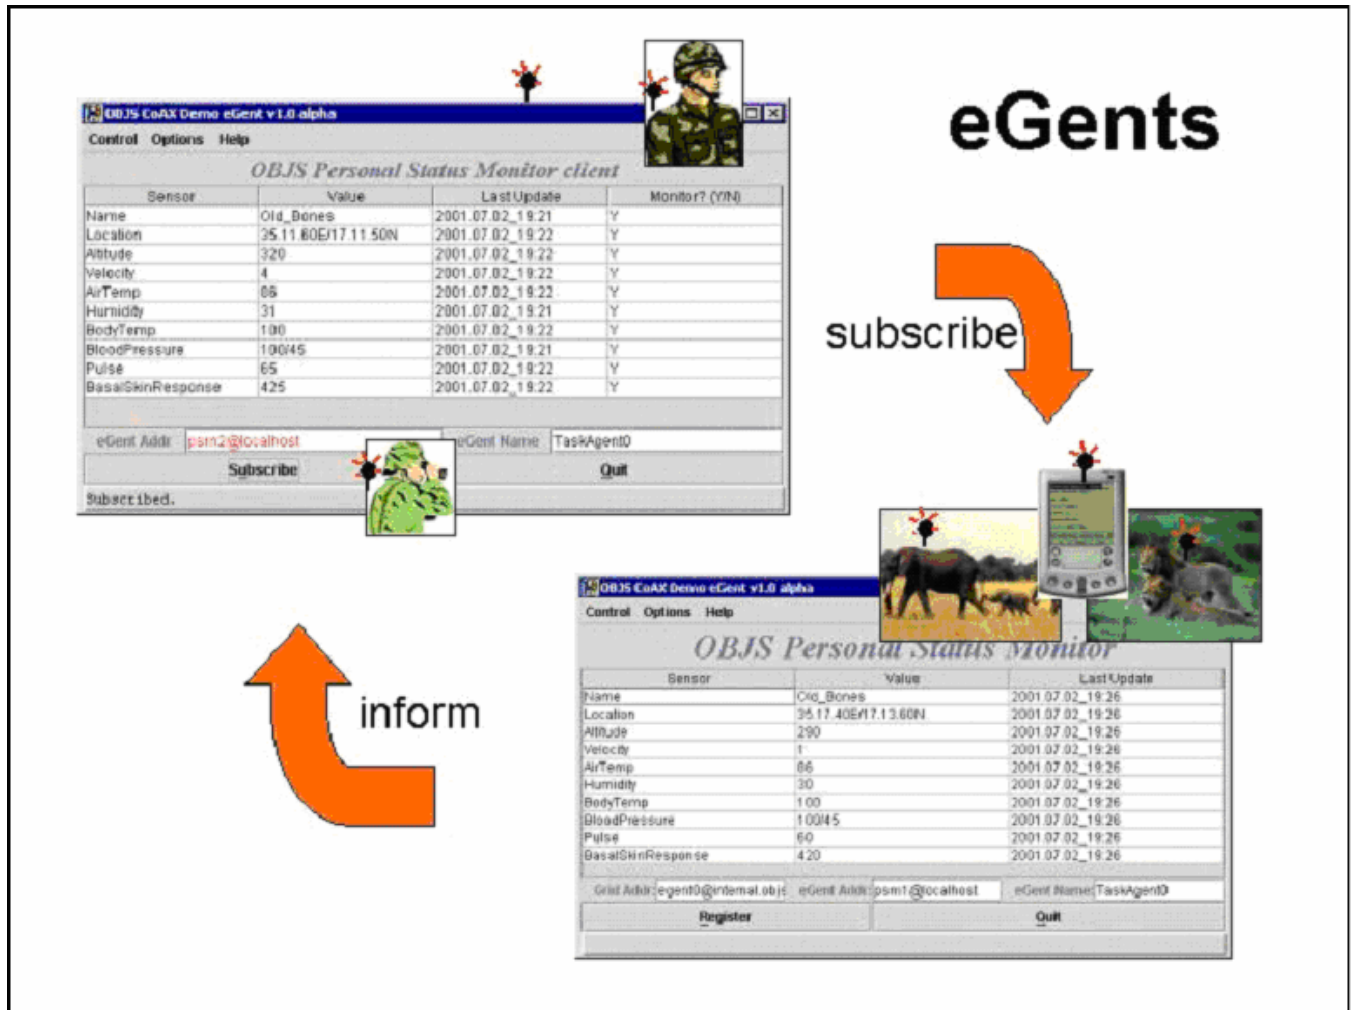 eGents
OBJS CoAX Demo eGent v1.0 alpha
Control Options Help
OBJS Personal Status Monitor client
Sensor Value Last Update Monitor? (Y/N)
Name Old_Bones 2001.07.02_19:21 Y
Location 35.11.60E/17.11.50N 2001.07.02_19:22 Y
Altitude 320 2001.07.02_19:22 Y
Velocity 4 2001.07.02_19:22 Y
AirTemp 86 2001.07.02_19:22 Y
Humidity 31 2001.07.02_19:21 Y
BodyTemp 100 2001.07.02_19:22 Y
BloodPressure 100/45 2001.07.02_19:21 Y
Pulse 65 2001.07.02_19:22 Y
BasalSkinResponse 425 2001.07.02_19:22 Y
eGent Addr psm2@localhost eGent Name TaskAgent0
Subscribe Quit
Subscribed.
subscribe
inform
OBJS CoAX Demo eGent v1.0 alpha
Control Options Help
OBJS Personal Status Monitor
Sensor Value Last Update
Name Old_Bones 2001.07.02_19:26
Location 35.17.40E/17.13.60N 2001.07.02_19:26
Altitude 290 2001.07.02_19:26
Velocity 1 2001.07.02_19:26
AirTemp 86 2001.07.02_19:26
Humidity 30 2001.07.02_19:26
BodyTemp 100 2001.07.02_19:26
BloodPressure 100/45 2001.07.02_19:26
Pulse 60 2001.07.02_19:26
BasalSkinResponse 420 2001.07.02_19:26
Grid Addr: egent0@internal.objs eGent Addr: psm1@localhost eGent Name: TaskAgent0
Register Quit